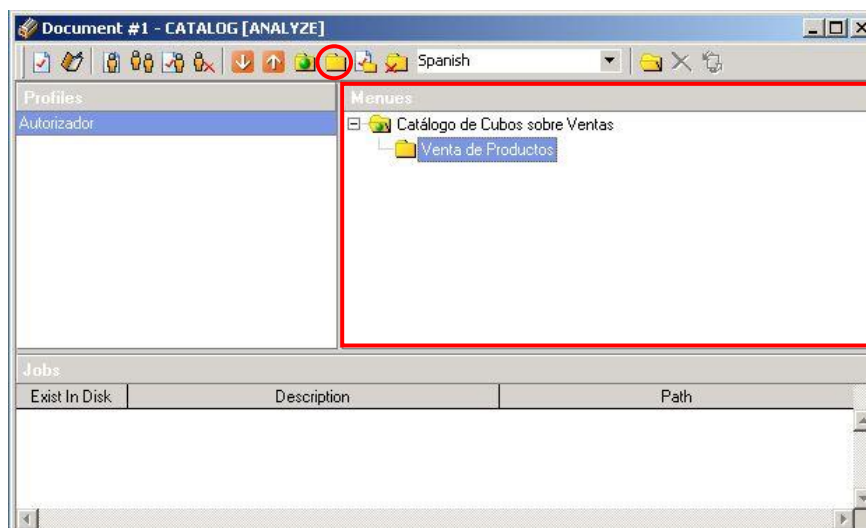 Document #1 - CATALOG [ANALYZE]
Spanish
Profiles
Menues
Autorizador
Catálogo de Cubos sobre Ventas
Venta de Productos
Jobs
Exist In Disk Description Path